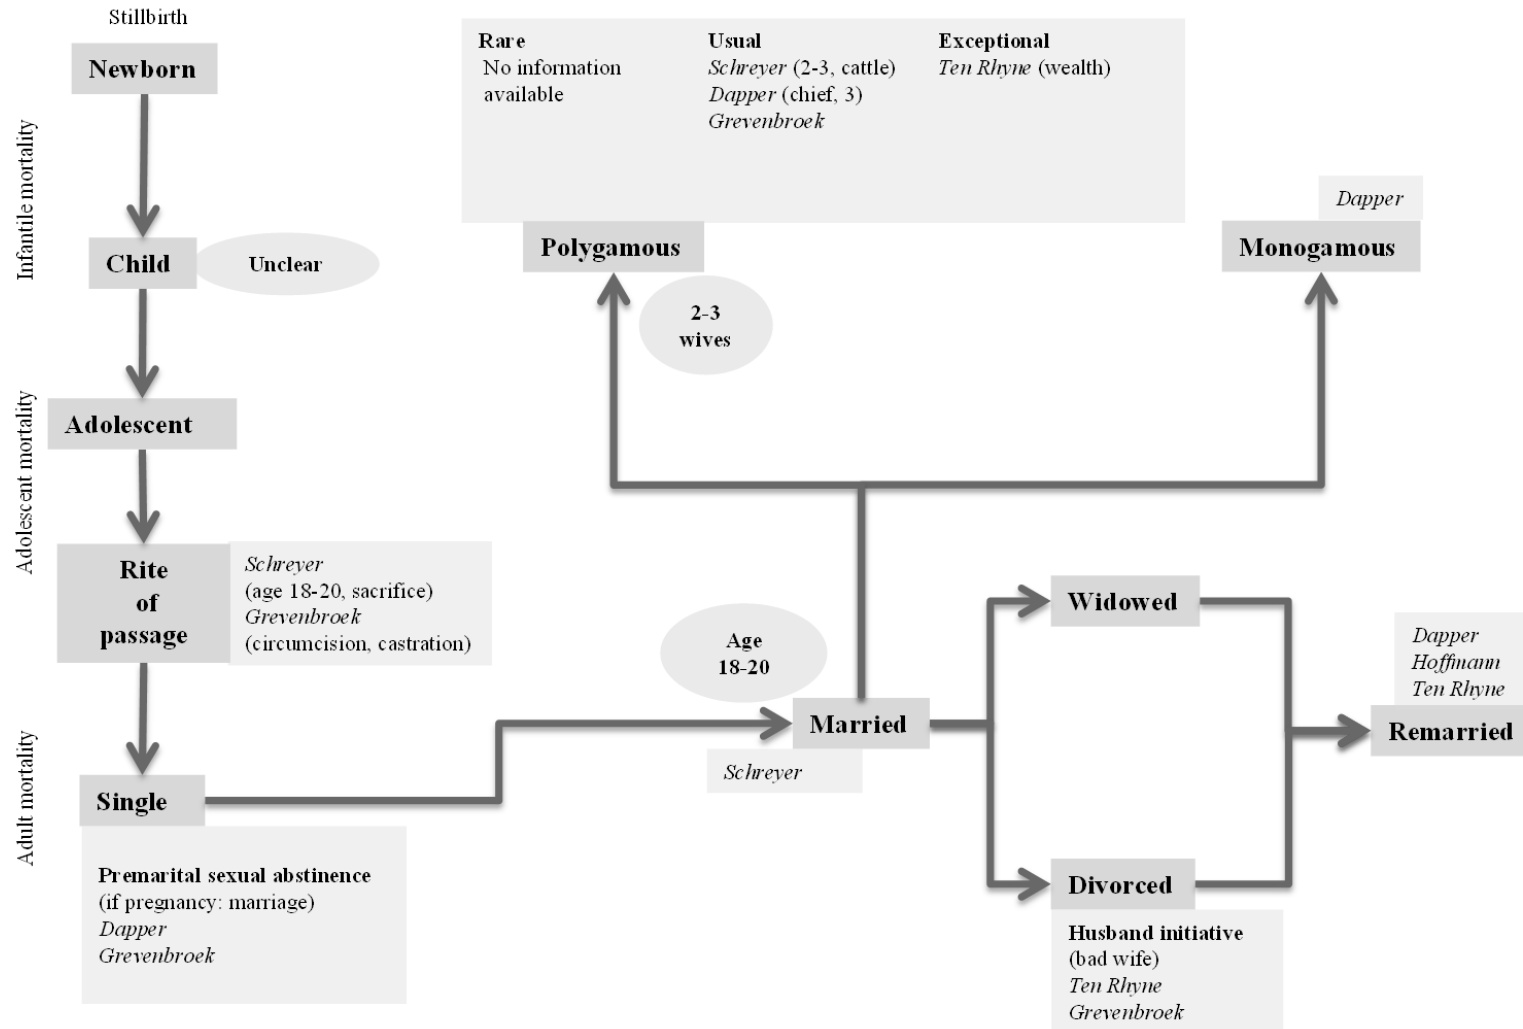 Stillbirth
Newborn
Infantile mortality
Child
Unclear
Adolescent mortality
Adolescent
Rite
of
passage
Schreyer
(age 18-20, sacrifice)
Grevenbroek
(circumcision, castration)
Adult mortality
Single
Premarital sexual abstinence
(if pregnancy: marriage)
Dapper
Grevenbroek
Rare
No information
available
Usual
Schreyer (2-3, cattle)
Dapper (chief, 3)
Grevenbroek
Exceptional
Ten Rhyne (wealth)
Polygamous
2-3
wives
Dapper
Monogamous
Age
18-20
Married
Schreyer
Widowed
Divorced
Husband initiative
(bad wife)
Ten Rhyne
Grevenbroek
Dapper
Hoffmann
Ten Rhyne
Remarried